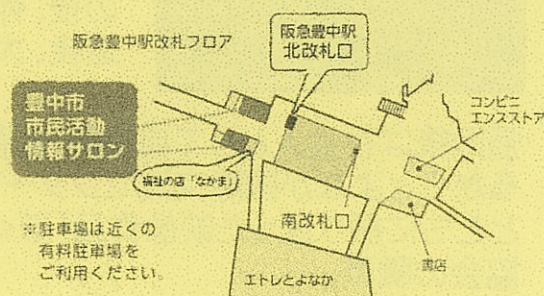 阪急豊中駅改札フロア
阪急豊中駅
北改札口
豊中市
市民活動
情報サロン
コンビニ
エンスストア
福祉の店「なかま」
南改札口
書店
※駐車場は近くの
有料駐車場を
ご利用ください。
エトレとよなか